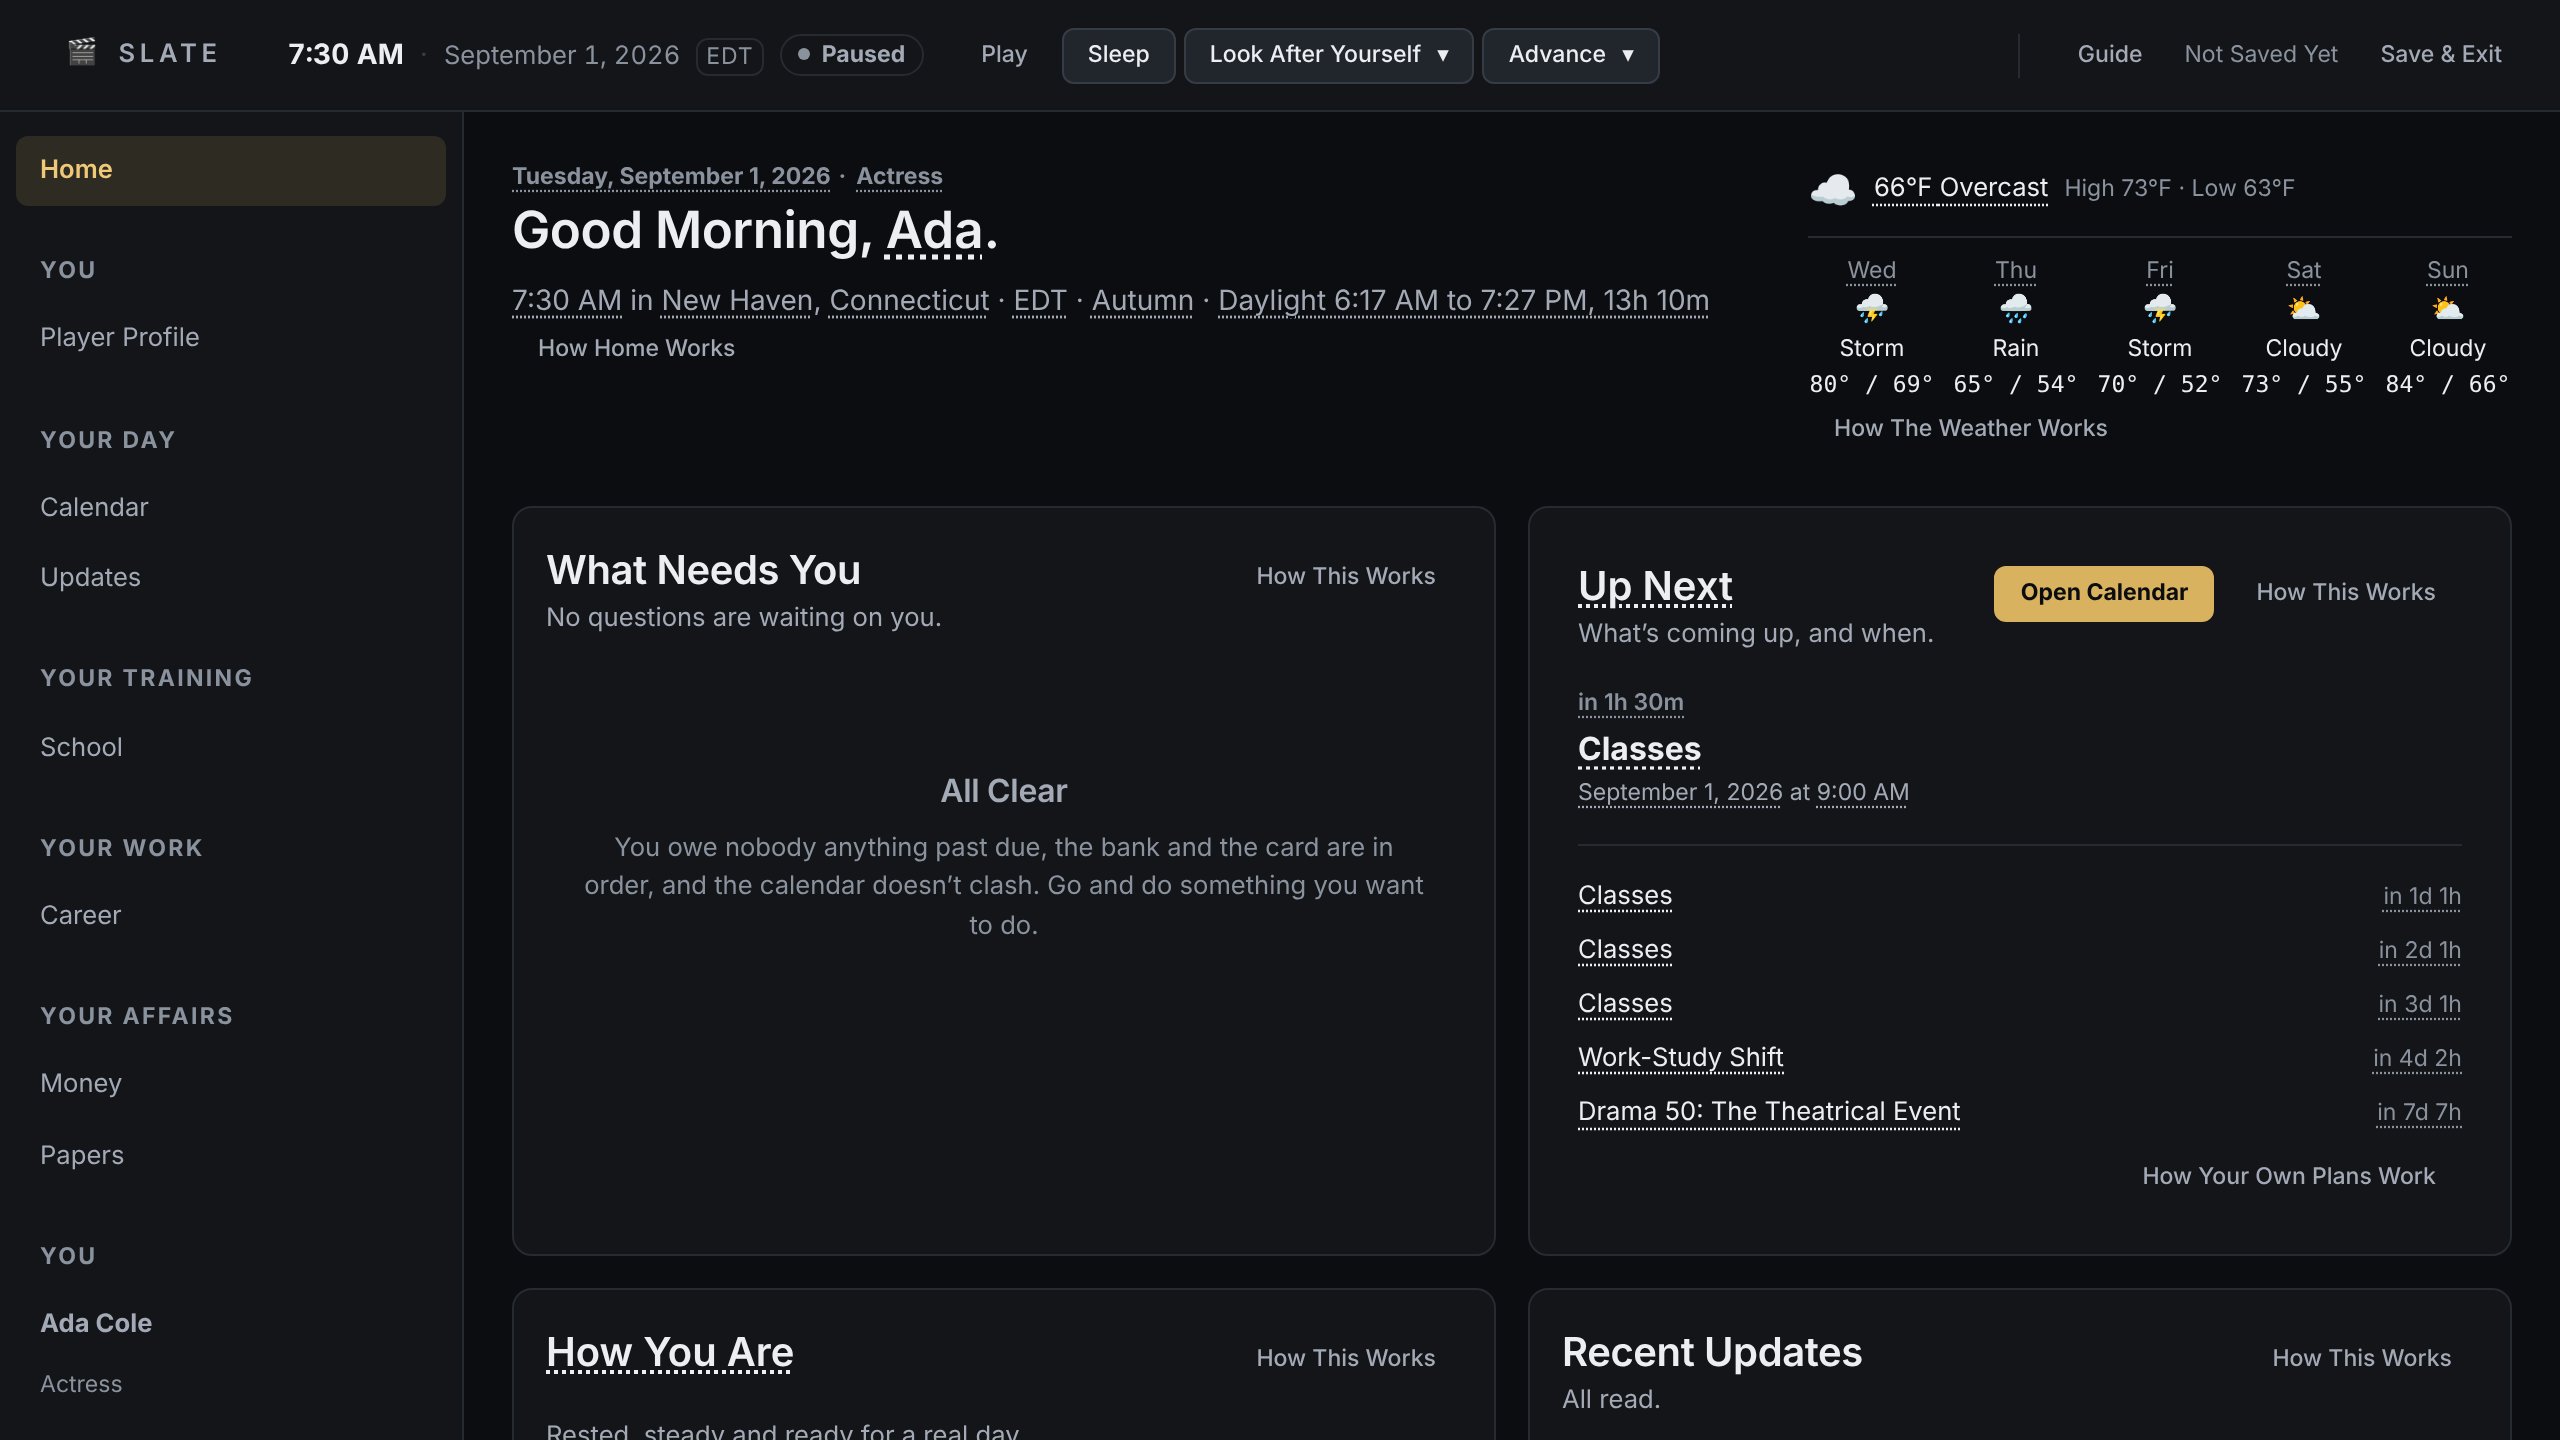 SLATE
7:30 AM · September 1, 2026 EDT Paused Play Sleep Look After Yourself ▾ Advance ▾ Guide Not Saved Yet Save & Exit
Home
YOU
Player Profile
YOUR DAY
Calendar
Updates
YOUR TRAINING
School
YOUR WORK
Career
YOUR AFFAIRS
Money
Papers
YOU
Ada Cole
Actress
Tuesday, September 1, 2026 · Actress
Good Morning, Ada.
7:30 AM in New Haven, Connecticut · EDT · Autumn · Daylight 6:17 AM to 7:27 PM, 13h 10m
How Home Works
66°F Overcast High 73°F · Low 63°F
Wed Thu Fri Sat Sun
Storm Rain Storm Cloudy Cloudy
80° / 69° 65° / 54° 70° / 52° 73° / 55° 84° / 66°
How The Weather Works
What Needs You
How This Works
No questions are waiting on you.
All Clear
You owe nobody anything past due, the bank and the card are in
order, and the calendar doesn’t clash. Go and do something you want
to do.
Up Next
Open Calendar
How This Works
What’s coming up, and when.
in 1h 30m
Classes
September 1, 2026 at 9:00 AM
Classes in 1d 1h
Classes in 2d 1h
Classes in 3d 1h
Work-Study Shift in 4d 2h
Drama 50: The Theatrical Event in 7d 7h
How Your Own Plans Work
How You Are
How This Works
Rested, steady and ready for a real day.
Recent Updates
How This Works
All read.